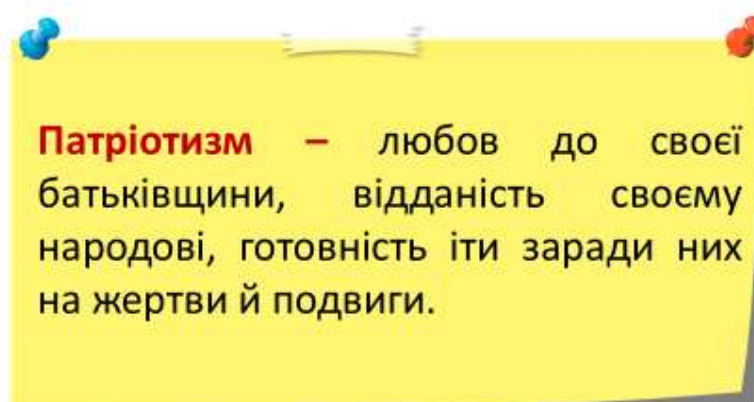 Патріотизм – любов до своєї
батьківщини, відданість своєму
народові, готовність іти заради них
на жертви й подвиги.